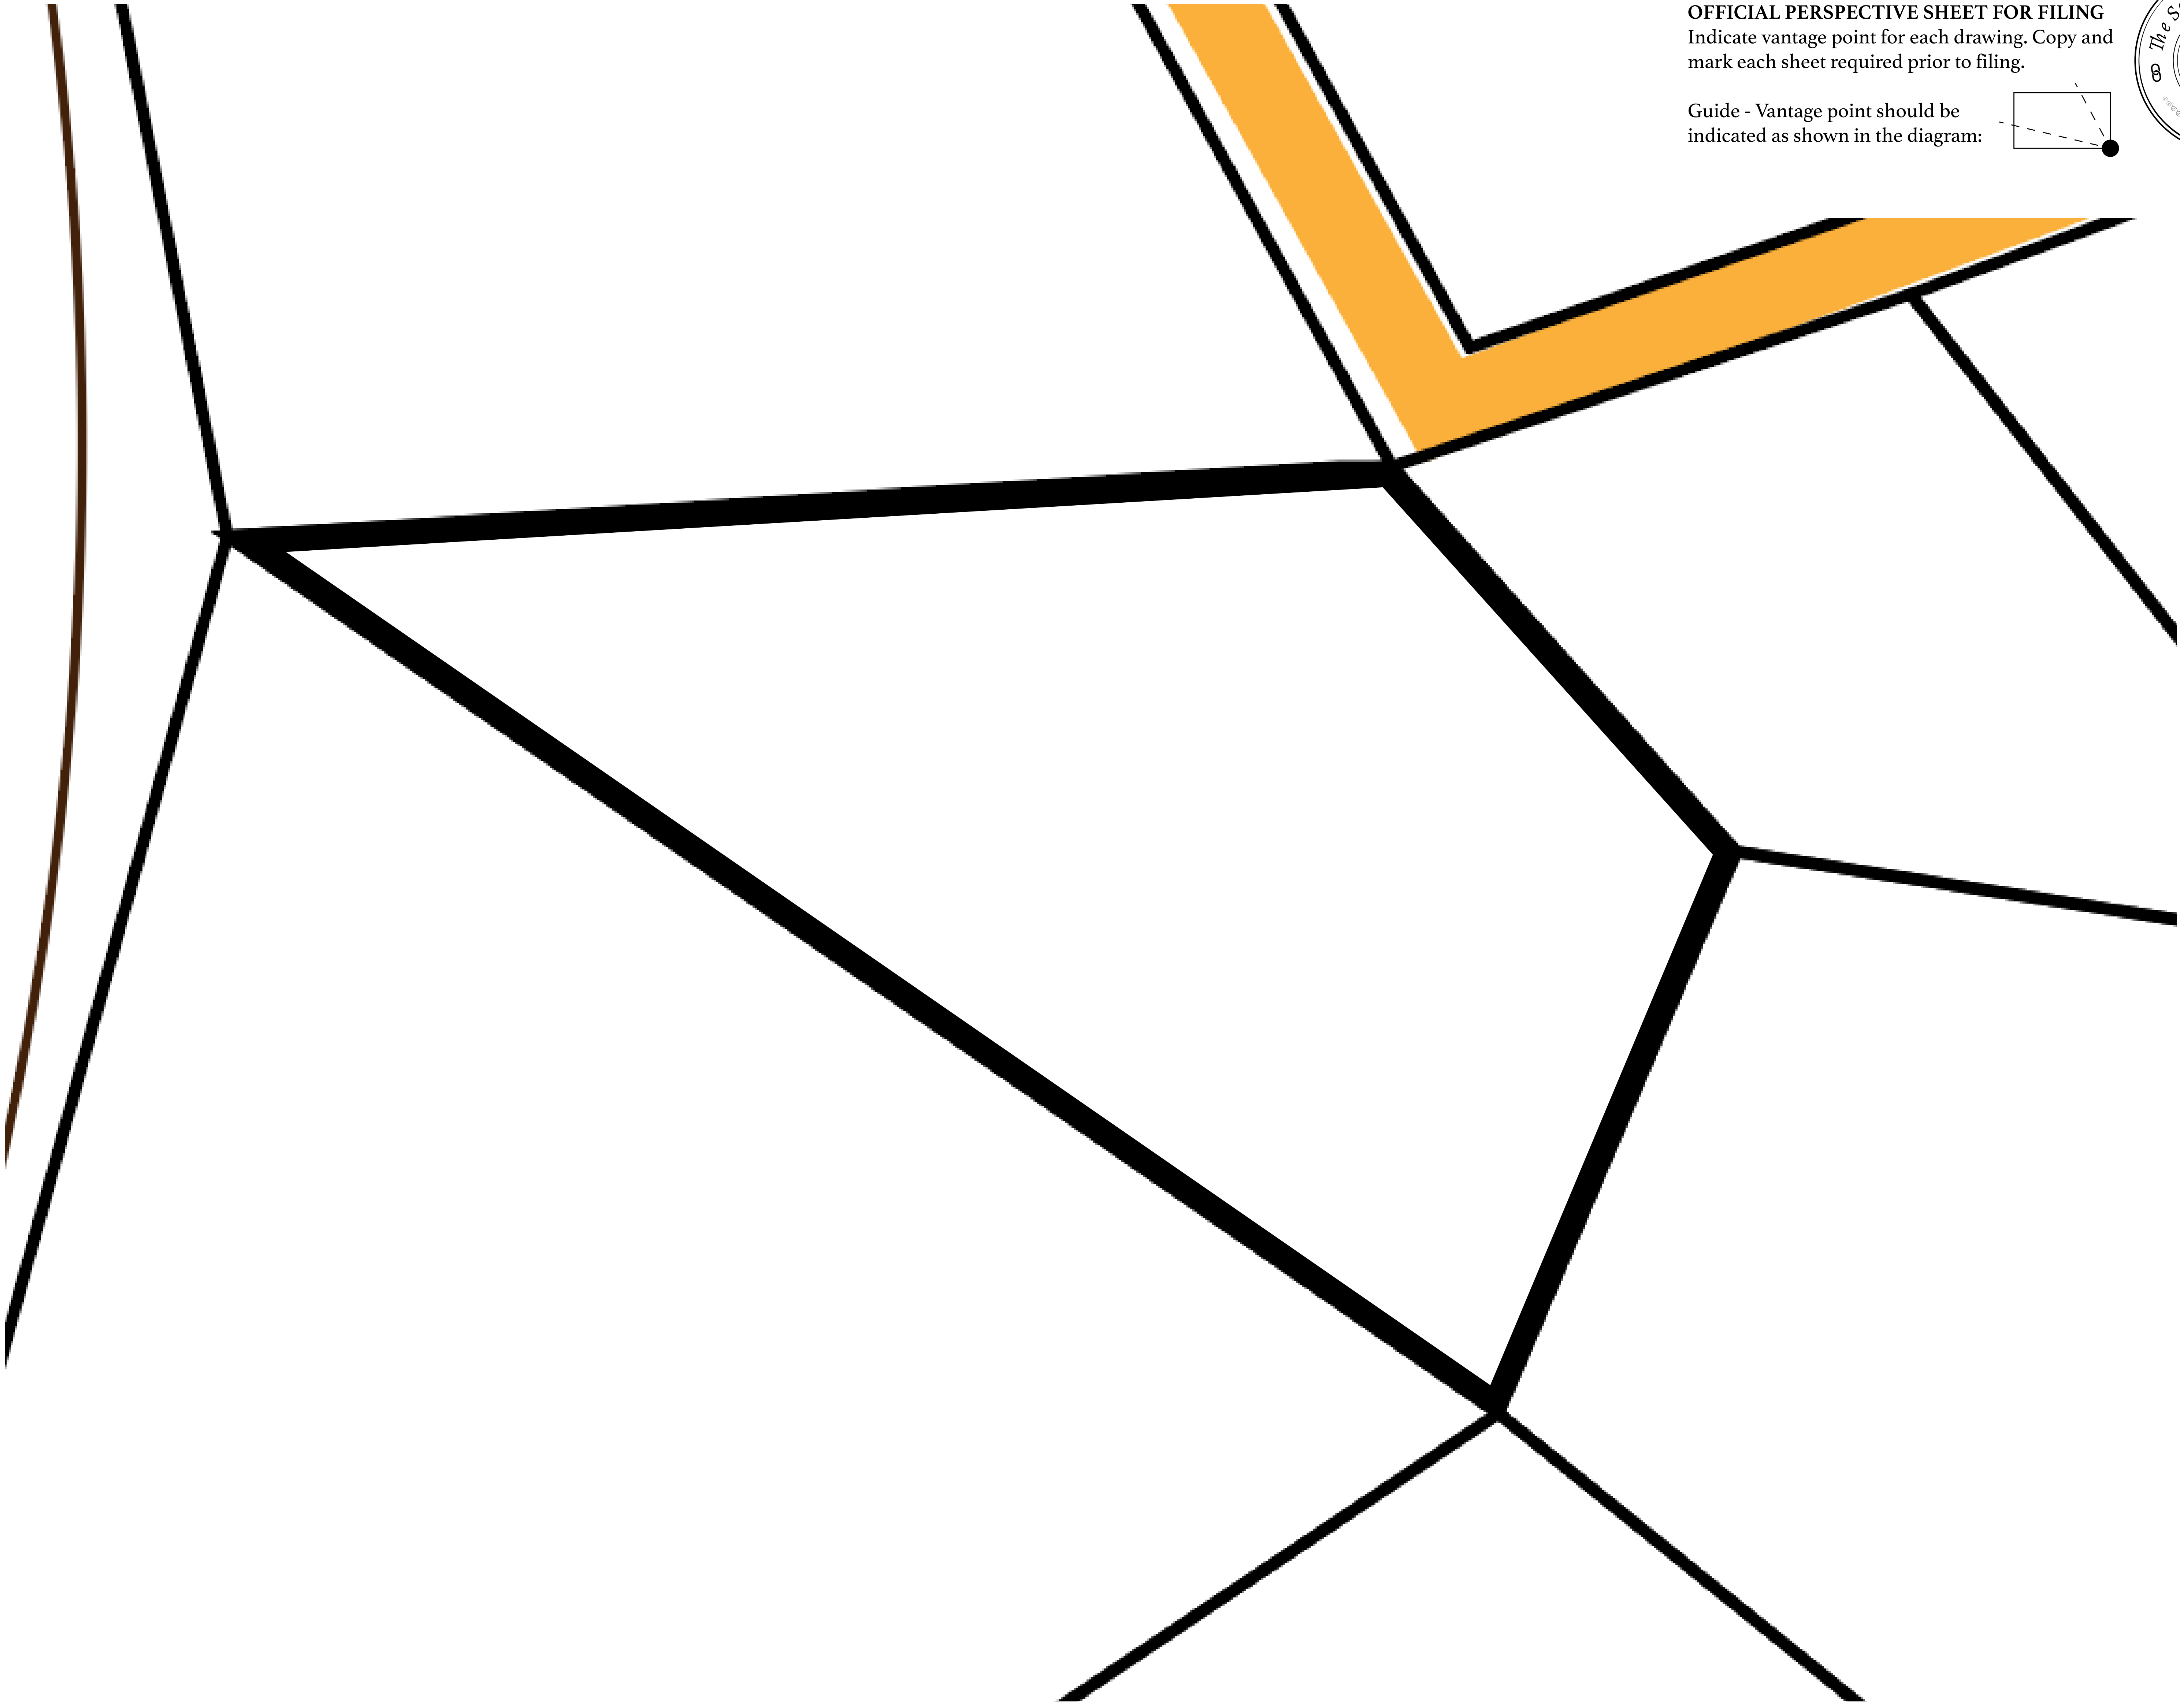 OFFICIAL PERSPECTIVE SHEET FOR FILING
Indicate vantage point for each drawing. Copy and
mark each sheet required prior to filing.
Guide - Vantage point should be
indicated as shown in the diagram:
The